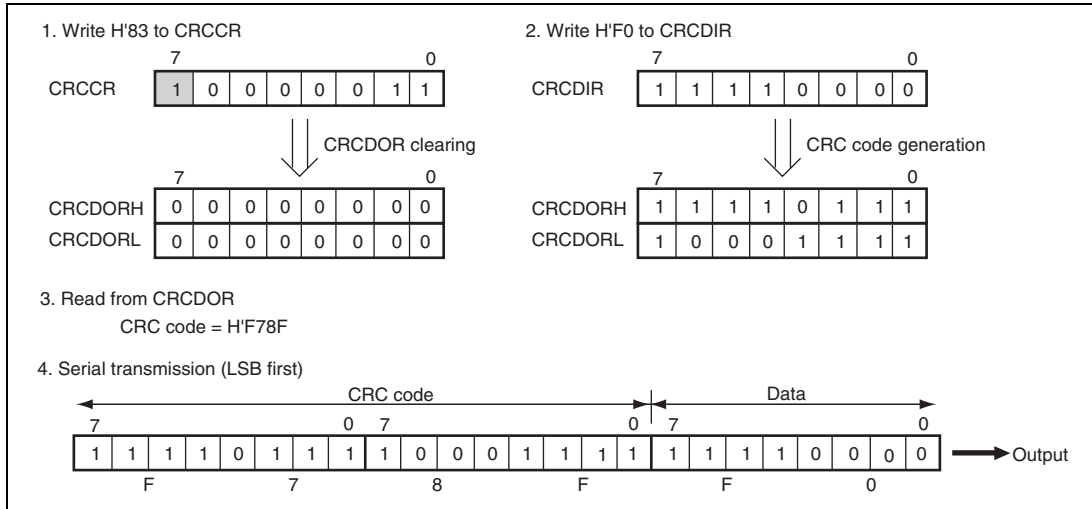 1. Write H'83 to CRCCR
7 0
CRCCR 1 0 0 0 0 0 1 1
CRCDOR clearing
7 0
CRCDORH 0 0 0 0 0 0 0 0
CRCDORL 0 0 0 0 0 0 0 0
2. Write H'F0 to CRCDIR
7 0
CRCDIR 1 1 1 1 0 0 0 0
CRC code generation
7 0
CRCDORH 1 1 1 1 0 1 1 1
CRCDORL 1 0 0 0 1 1 1 1
3. Read from CRCDOR
CRC code = H'F78F
4. Serial transmission (LSB first)
CRC code Data
7 0 7 0 7 0
1 1 1 1 0 1 1 1 1 0 0 0 1 1 1 1 1 1 1 1 0 0 0 0 Output
F 7 8 F F 0